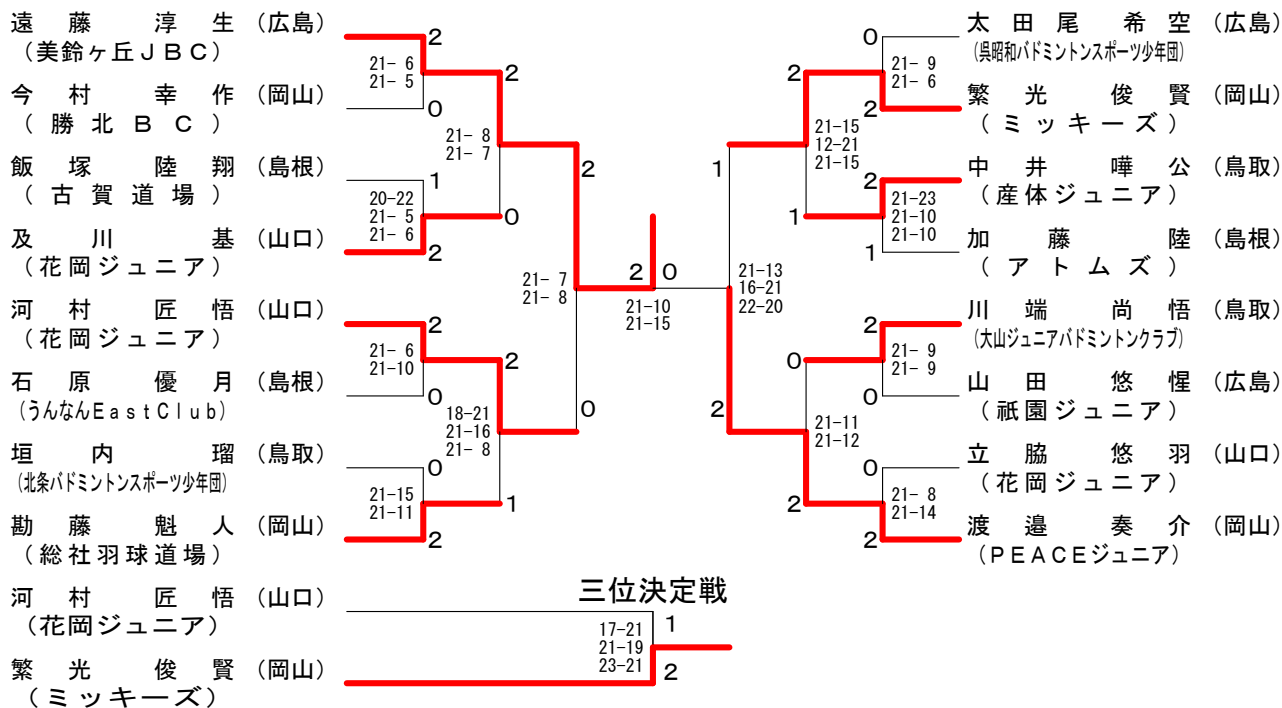 遠藤淳生（広島）
（美鈴ヶ丘ＪＢＣ）
今村幸作（岡山）
（勝北ＢＣ）
飯塚陸翔（島根）
（古賀道場）
及川基（山口）
（花岡ジュニア）
河村匠悟（山口）
（花岡ジュニア）
石原優月（島根）
（うんなんＥａｓｔＣｌｕｂ）
垣内瑠（鳥取）
（北条バドミントンスポーツ少年団）
勘藤魁人（岡山）
（総社羽球道場）
2
21- 6
21- 5
0
1
20-22
21- 5
21- 6
2
2
21- 6
21-10
0
0
21-15
21-11
2
2
21- 8
21- 7
0
2
18-21
21-16
21- 8
1
2
21- 7
21- 8
0
2 0
21-10
21-15
1
21-13
16-21
22-20
2
2
21-15
12-21
21-15
1
0
21-11
21-12
2
0
21- 9
21- 6
2
2
21-23
21-10
21-10
1
2
21- 9
21- 9
0
0
21- 8
21-14
2
太田尾希空（広島）
（呉昭和バドミントンスポーツ少年団）
繁光俊賢（岡山）
（ミッキーズ）
中井嘩公（鳥取）
（産体ジュニア）
加藤陸（島根）
（アトムズ）
川端尚悟（鳥取）
（大山ジュニアバドミントンクラブ）
山田悠惺（広島）
（祇園ジュニア）
立脇悠羽（山口）
（花岡ジュニア）
渡邉奏介（岡山）
（ＰＥＡＣＥジュニア）
三位決定戦
河村匠悟（山口）
（花岡ジュニア）
繁光俊賢（岡山）
（ミッキーズ）
1
17-21
21-19
23-21
2